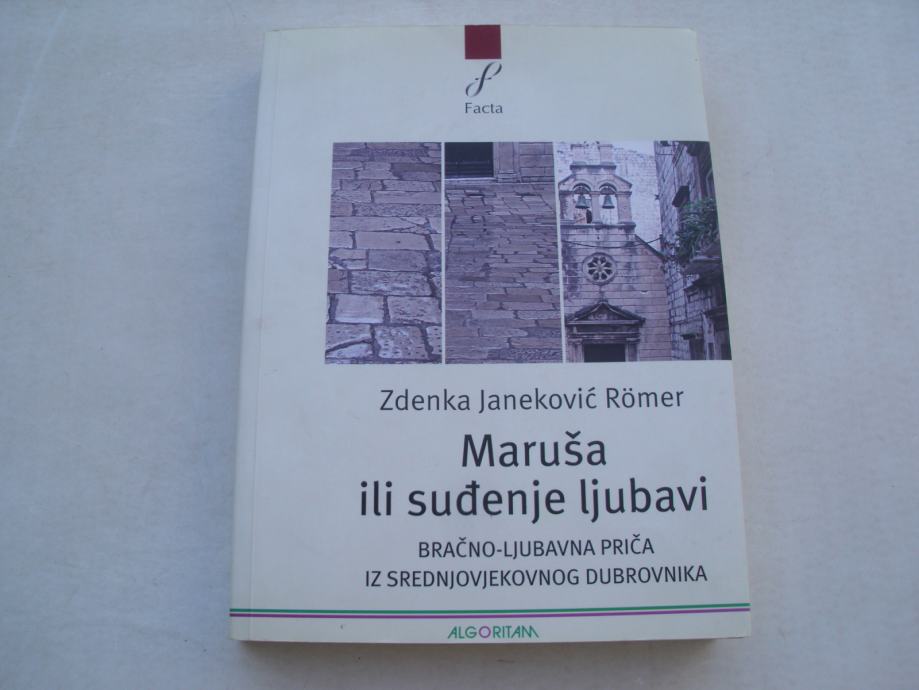 Facta
Zdenka Janeković Römer
Maruša
ili suđenje ljubavi
BRAČNO-LJUBAVNA PRIČA
IZ SREDNJOVJEKOVNOG DUBROVNIKA
ALGORITAM